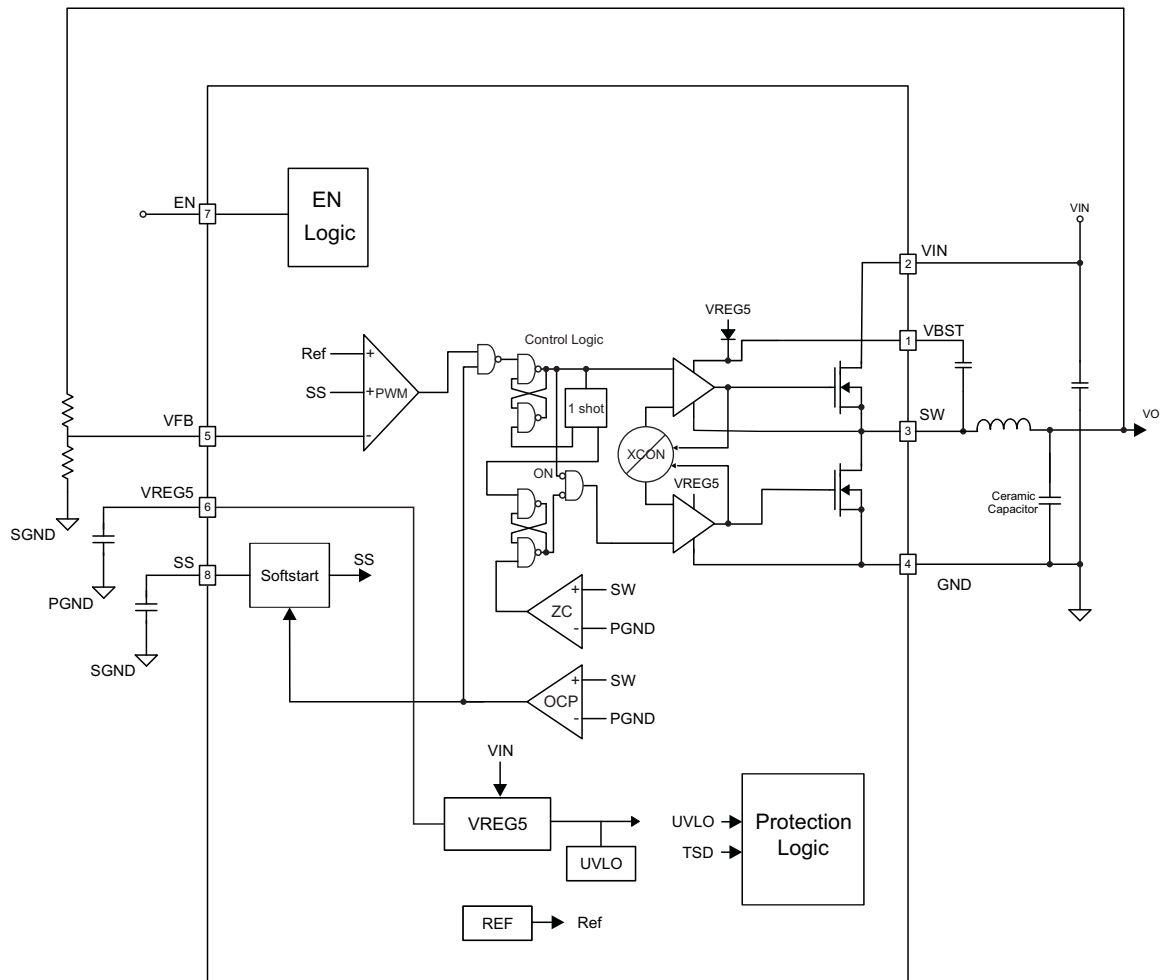 EN
7
EN
Logic
VIN
2
VIN
VREG5
1
VBST
Control Logic
Ref
+
SS
+
PWM
-
1 shot
VFB
5
3
SW
VO
XCON
ON
VREG5
Ceramic
Capacitor
VREG5
6
SGND
SS
8
Softstart
SS
4
GND
PGND
+
SW
ZC
-
PGND
SGND
+
SW
OCP
-
PGND
VIN
VREG5
UVLO
UVLO
TSD
Protection
Logic
REF
Ref